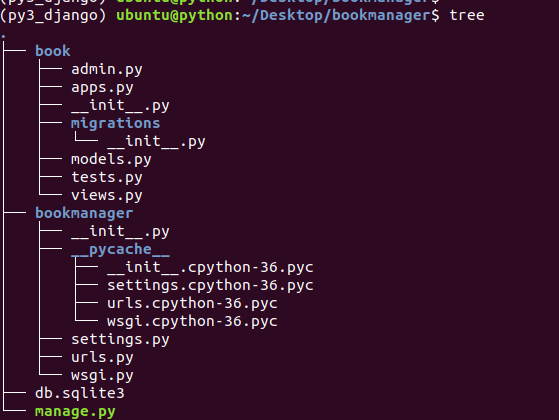 (py3_django) ubuntu@python:~/Desktop/bookmanager$
(py3_django) ubuntu@python:~/Desktop/bookmanager$ tree
.
├── book
│   ├── admin.py
│   ├── apps.py
│   ├── __init__.py
│   ├── migrations
│   │   └── __init__.py
│   ├── models.py
│   ├── tests.py
│   └── views.py
├── bookmanager
│   ├── __init__.py
│   ├── __pycache__
│   │   ├── __init__.cpython-36.pyc
│   │   ├── settings.cpython-36.pyc
│   │   ├── urls.cpython-36.pyc
│   │   └── wsgi.cpython-36.pyc
│   ├── settings.py
│   ├── urls.py
│   └── wsgi.py
├── db.sqlite3
└── manage.py